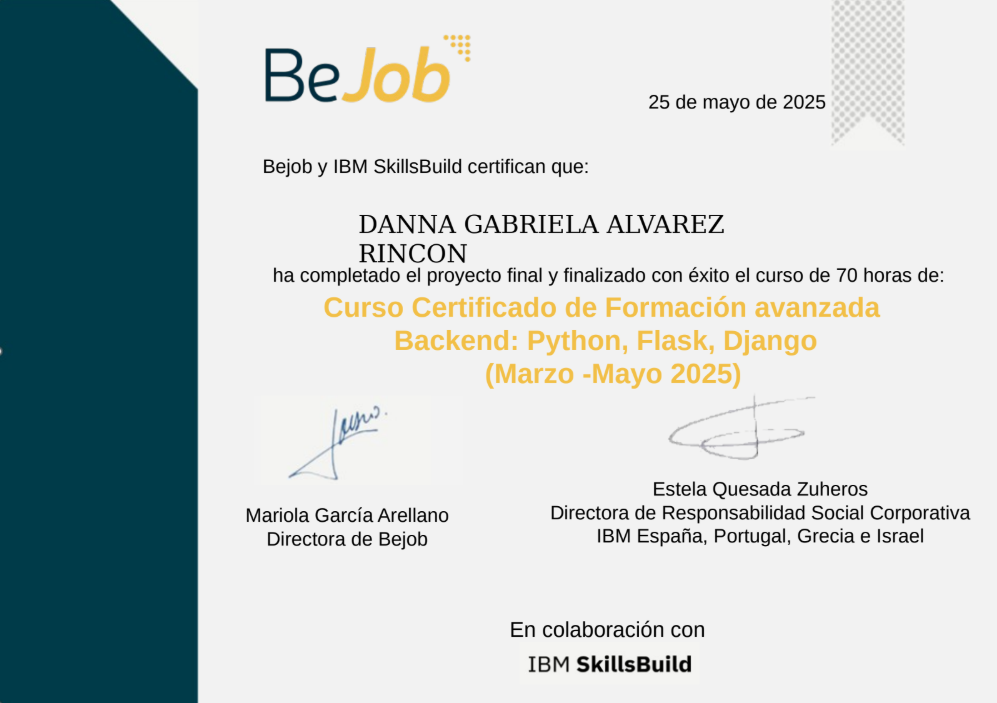 BeJob
25 de mayo de 2025
Bejob y IBM SkillsBuild certifican que:
DANNA GABRIELA ALVAREZ
RINCON
ha completado el proyecto final y finalizado con éxito el curso de 70 horas de:
Curso Certificado de Formación avanzada
Backend: Python, Flask, Django
(Marzo -Mayo 2025)
Mariola García Arellano
Directora de Bejob
Estela Quesada Zuheros
Directora de Responsabilidad Social Corporativa
IBM España, Portugal, Grecia e Israel
En colaboración con
IBM SkillsBuild